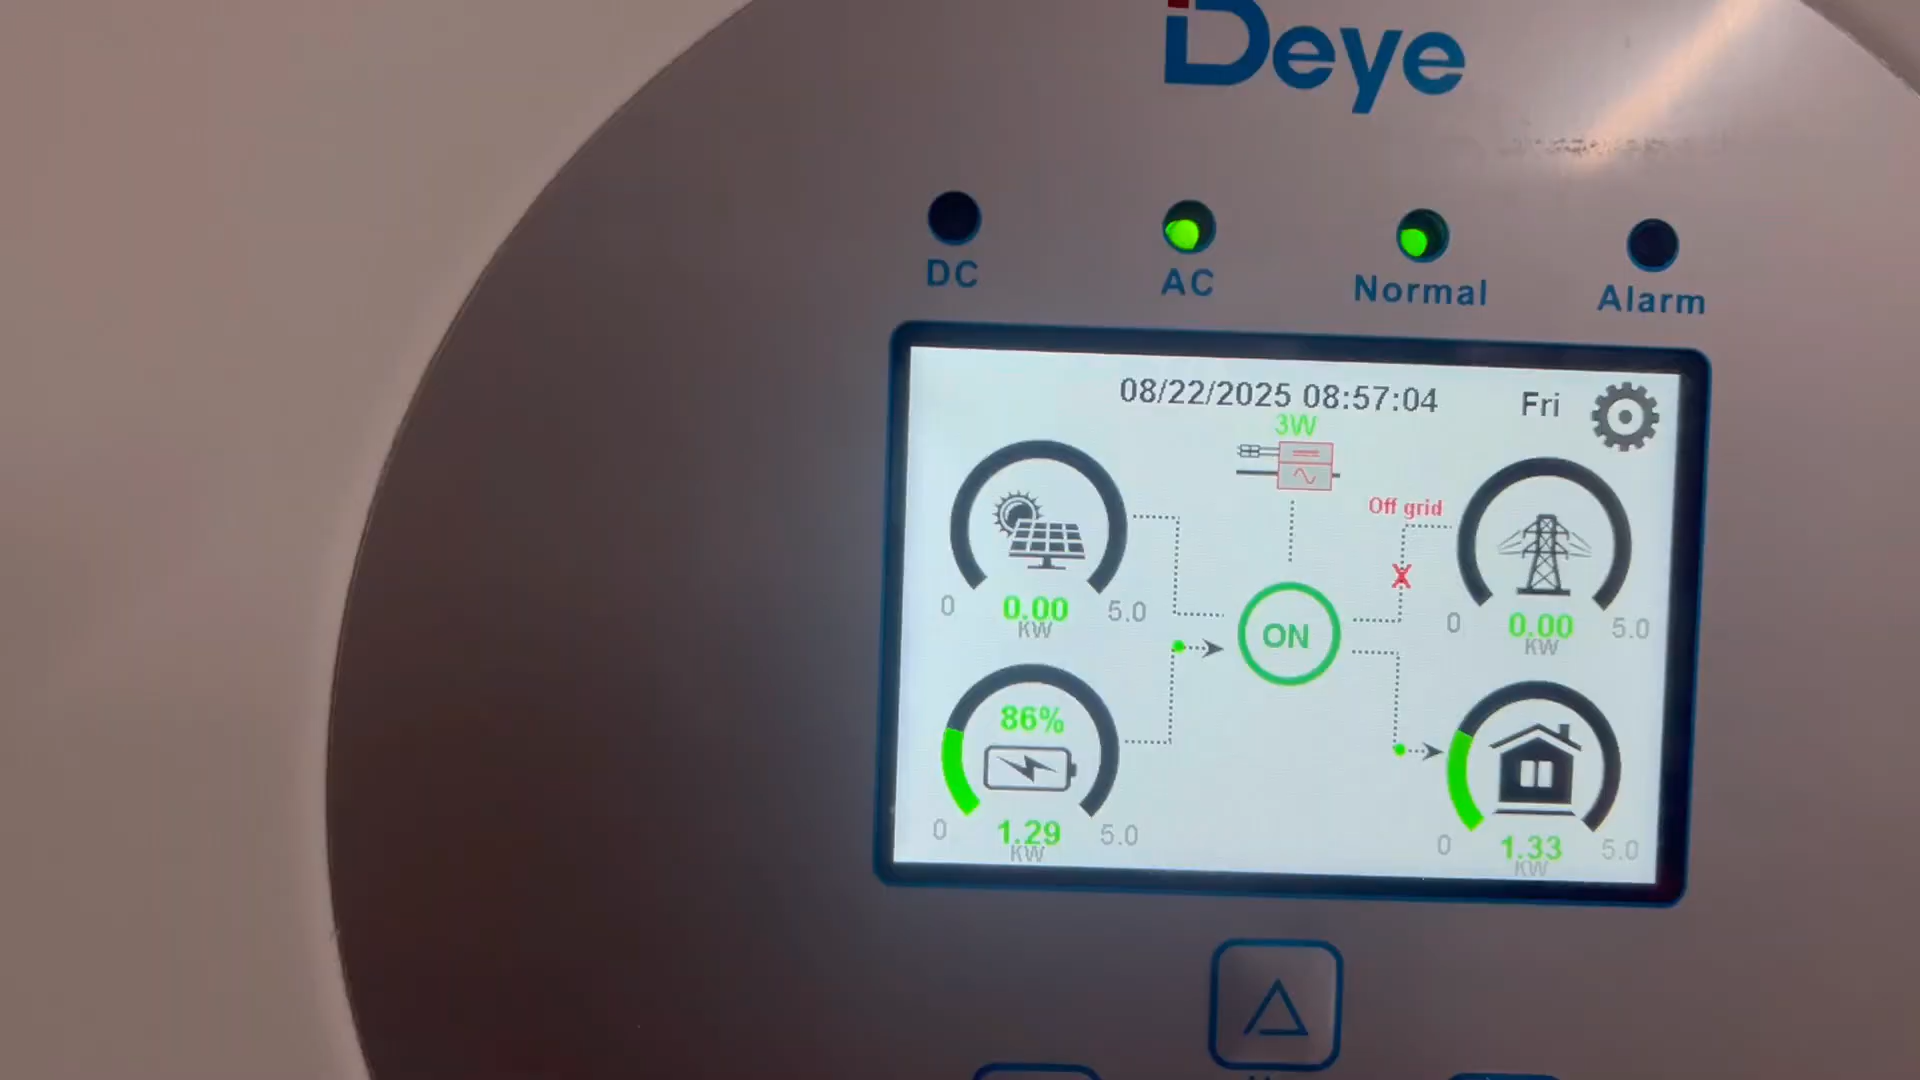 Deye
DC
AC
Normal
Alarm
08/22/2025 08:57:04
Fri
3W
Off grid
0
0.00
5.0
KW
ON
0
0.00
5.0
KW
86%
0
1.29
5.0
KW
0
1.33
5.0
KW